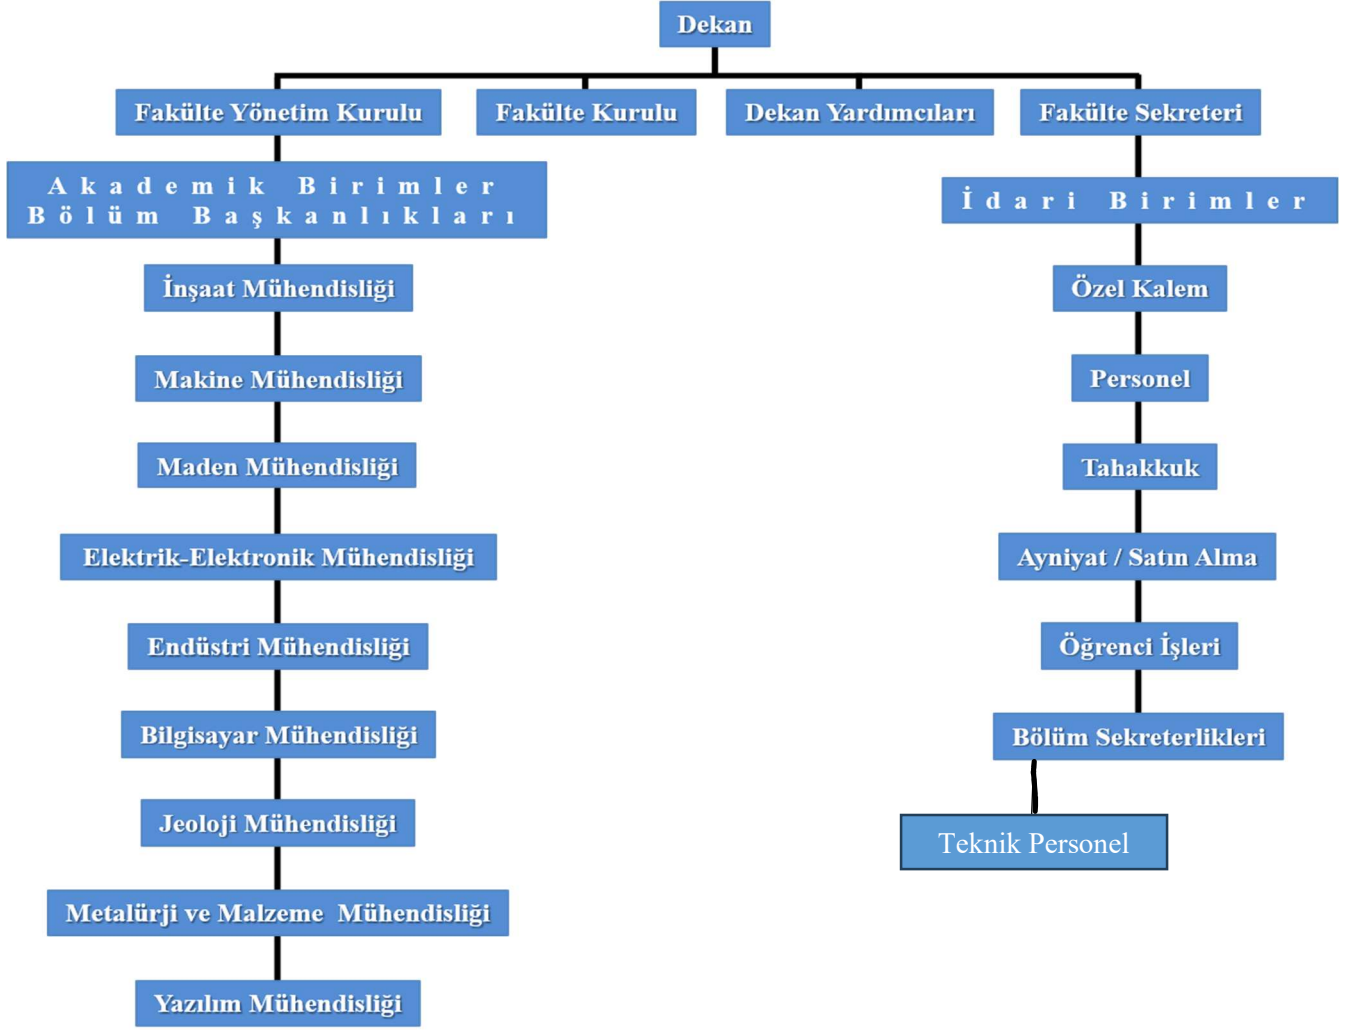 Dekan
Fakülte Yönetim Kurulu
Fakülte Kurulu
Dekan Yardımcıları
Fakülte Sekreteri
Akademik Birimler
Bölüm Başkanlıkları
İnşaat Mühendisliği
Makine Mühendisliği
Maden Mühendisliği
Elektrik-Elektronik Mühendisliği
Endüstri Mühendisliği
Bilgisayar Mühendisliği
Jeoloji Mühendisliği
Metalürji ve Malzeme Mühendisliği
Yazılım Mühendisliği
İdari Birimler
Özel Kalem
Personel
Tahakkuk
Ayniyat / Satın Alma
Öğrenci İşleri
Bölüm Sekreterlikleri
Teknik Personel